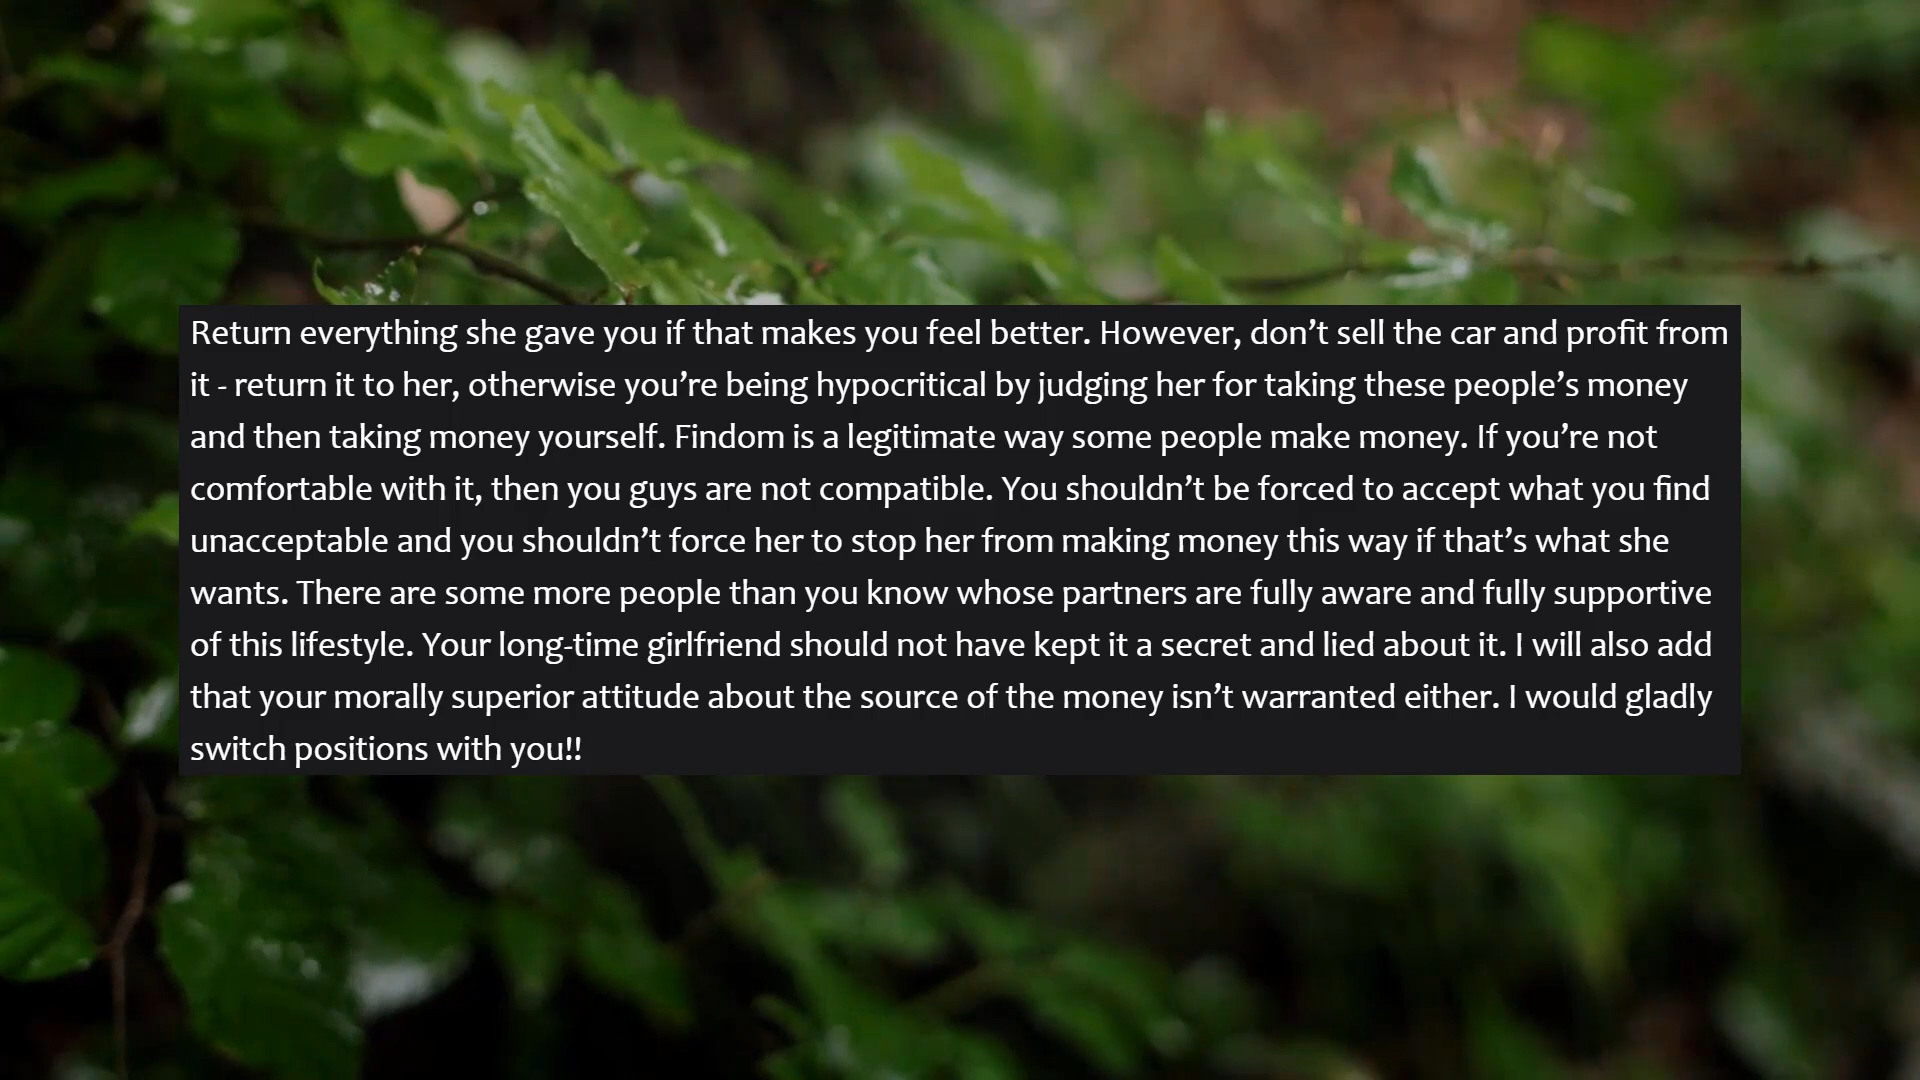 Return everything she gave you if that makes you feel better. However, don’t sell the car and profit from
it - return it to her, otherwise you’re being hypocritical by judging her for taking these people’s money
and then taking money yourself. Findom is a legitimate way some people make money. If you’re not
comfortable with it, then you guys are not compatible. You shouldn’t be forced to accept what you find
unacceptable and you shouldn’t force her to stop her from making money this way if that’s what she
wants. There are some more people than you know whose partners are fully aware and fully supportive
of this lifestyle. Your long-time girlfriend should not have kept it a secret and lied about it. I will also add
that your morally superior attitude about the source of the money isn’t warranted either. I would gladly
switch positions with you!!